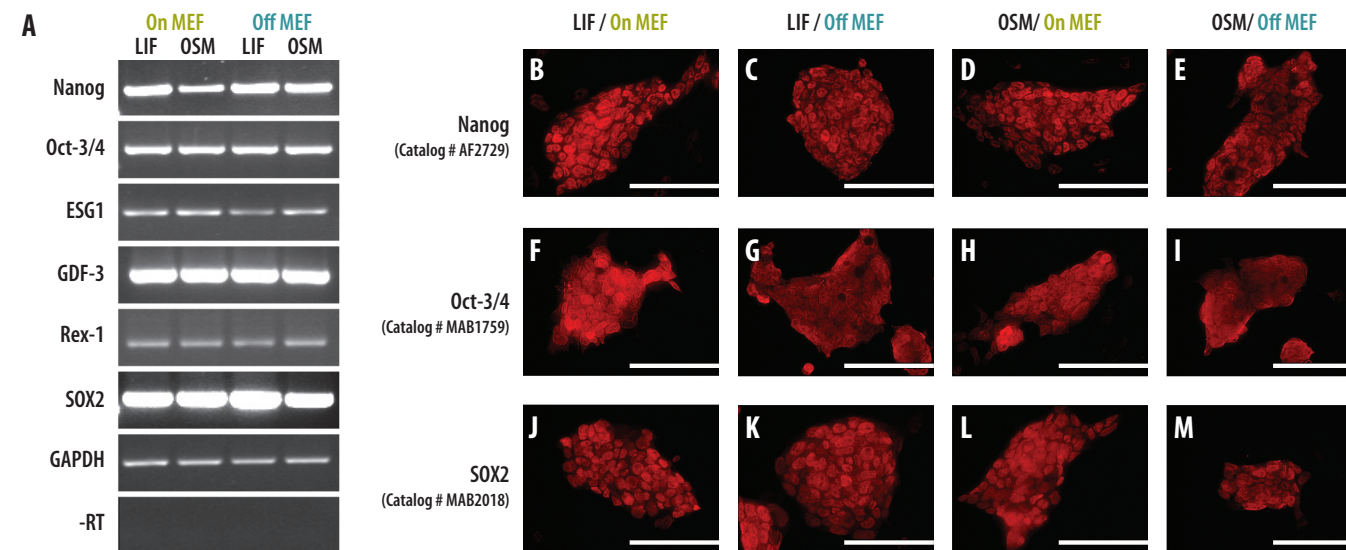 A
On MEF Off MEF
LIF OSM LIF OSM
Nanog
Oct-3/4
ESG1
GDF-3
Rex-1
SOX2
GAPDH
-RT
LIF / On MEF
LIF / Off MEF
OSM/ On MEF
OSM/ Off MEF
Nanog
(Catalog # AF2729)
B
C
D
E
Oct-3/4
(Catalog # MAB1759)
F
G
H
I
SOX2
(Catalog # MAB2018)
J
K
L
M